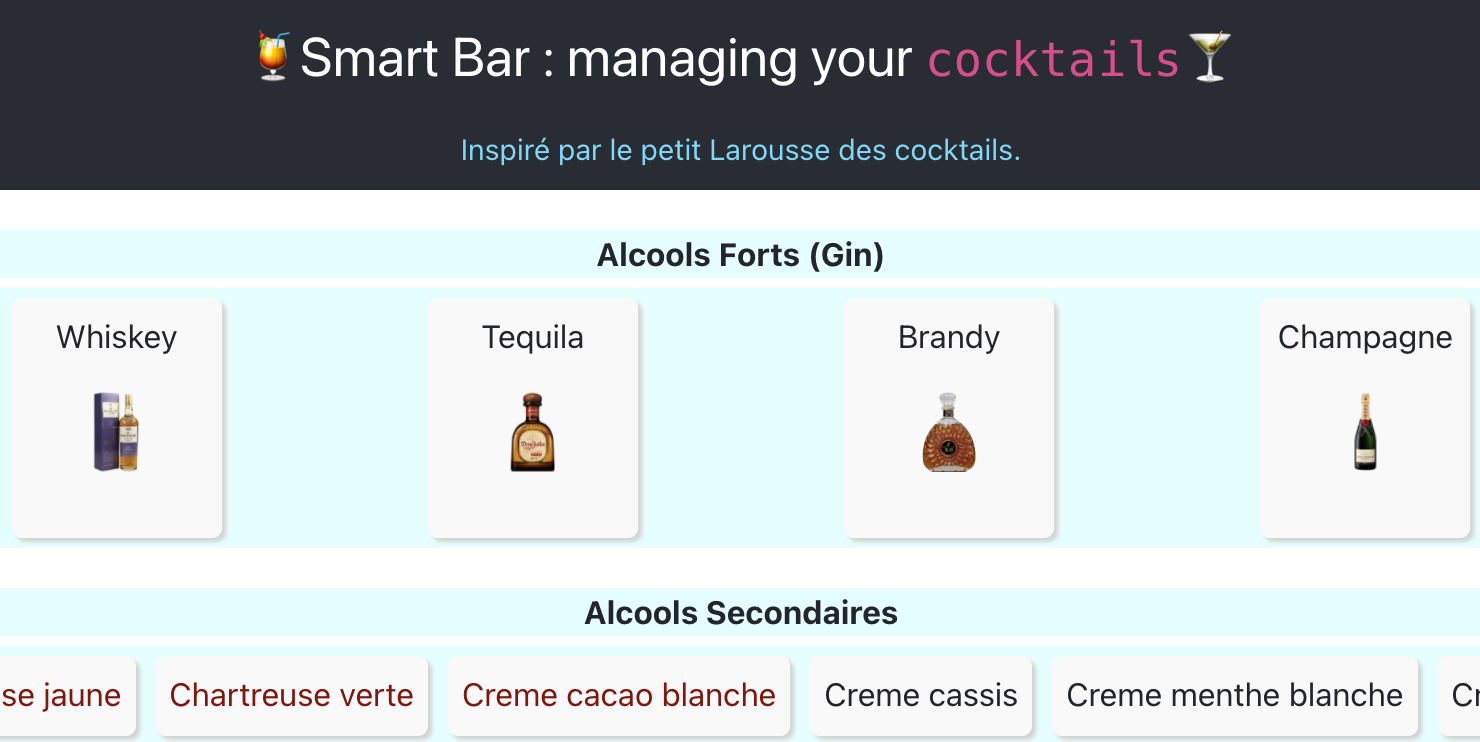 Smart Bar : managing your cocktails
Inspiré par le petit Larousse des cocktails.
Alcools Forts (Gin)
Whiskey Tequila Brandy Champagne
Alcools Secondaires
se jaune Chartreuse verte Creme cacao blanche Creme cassis Creme menthe blanche Cr